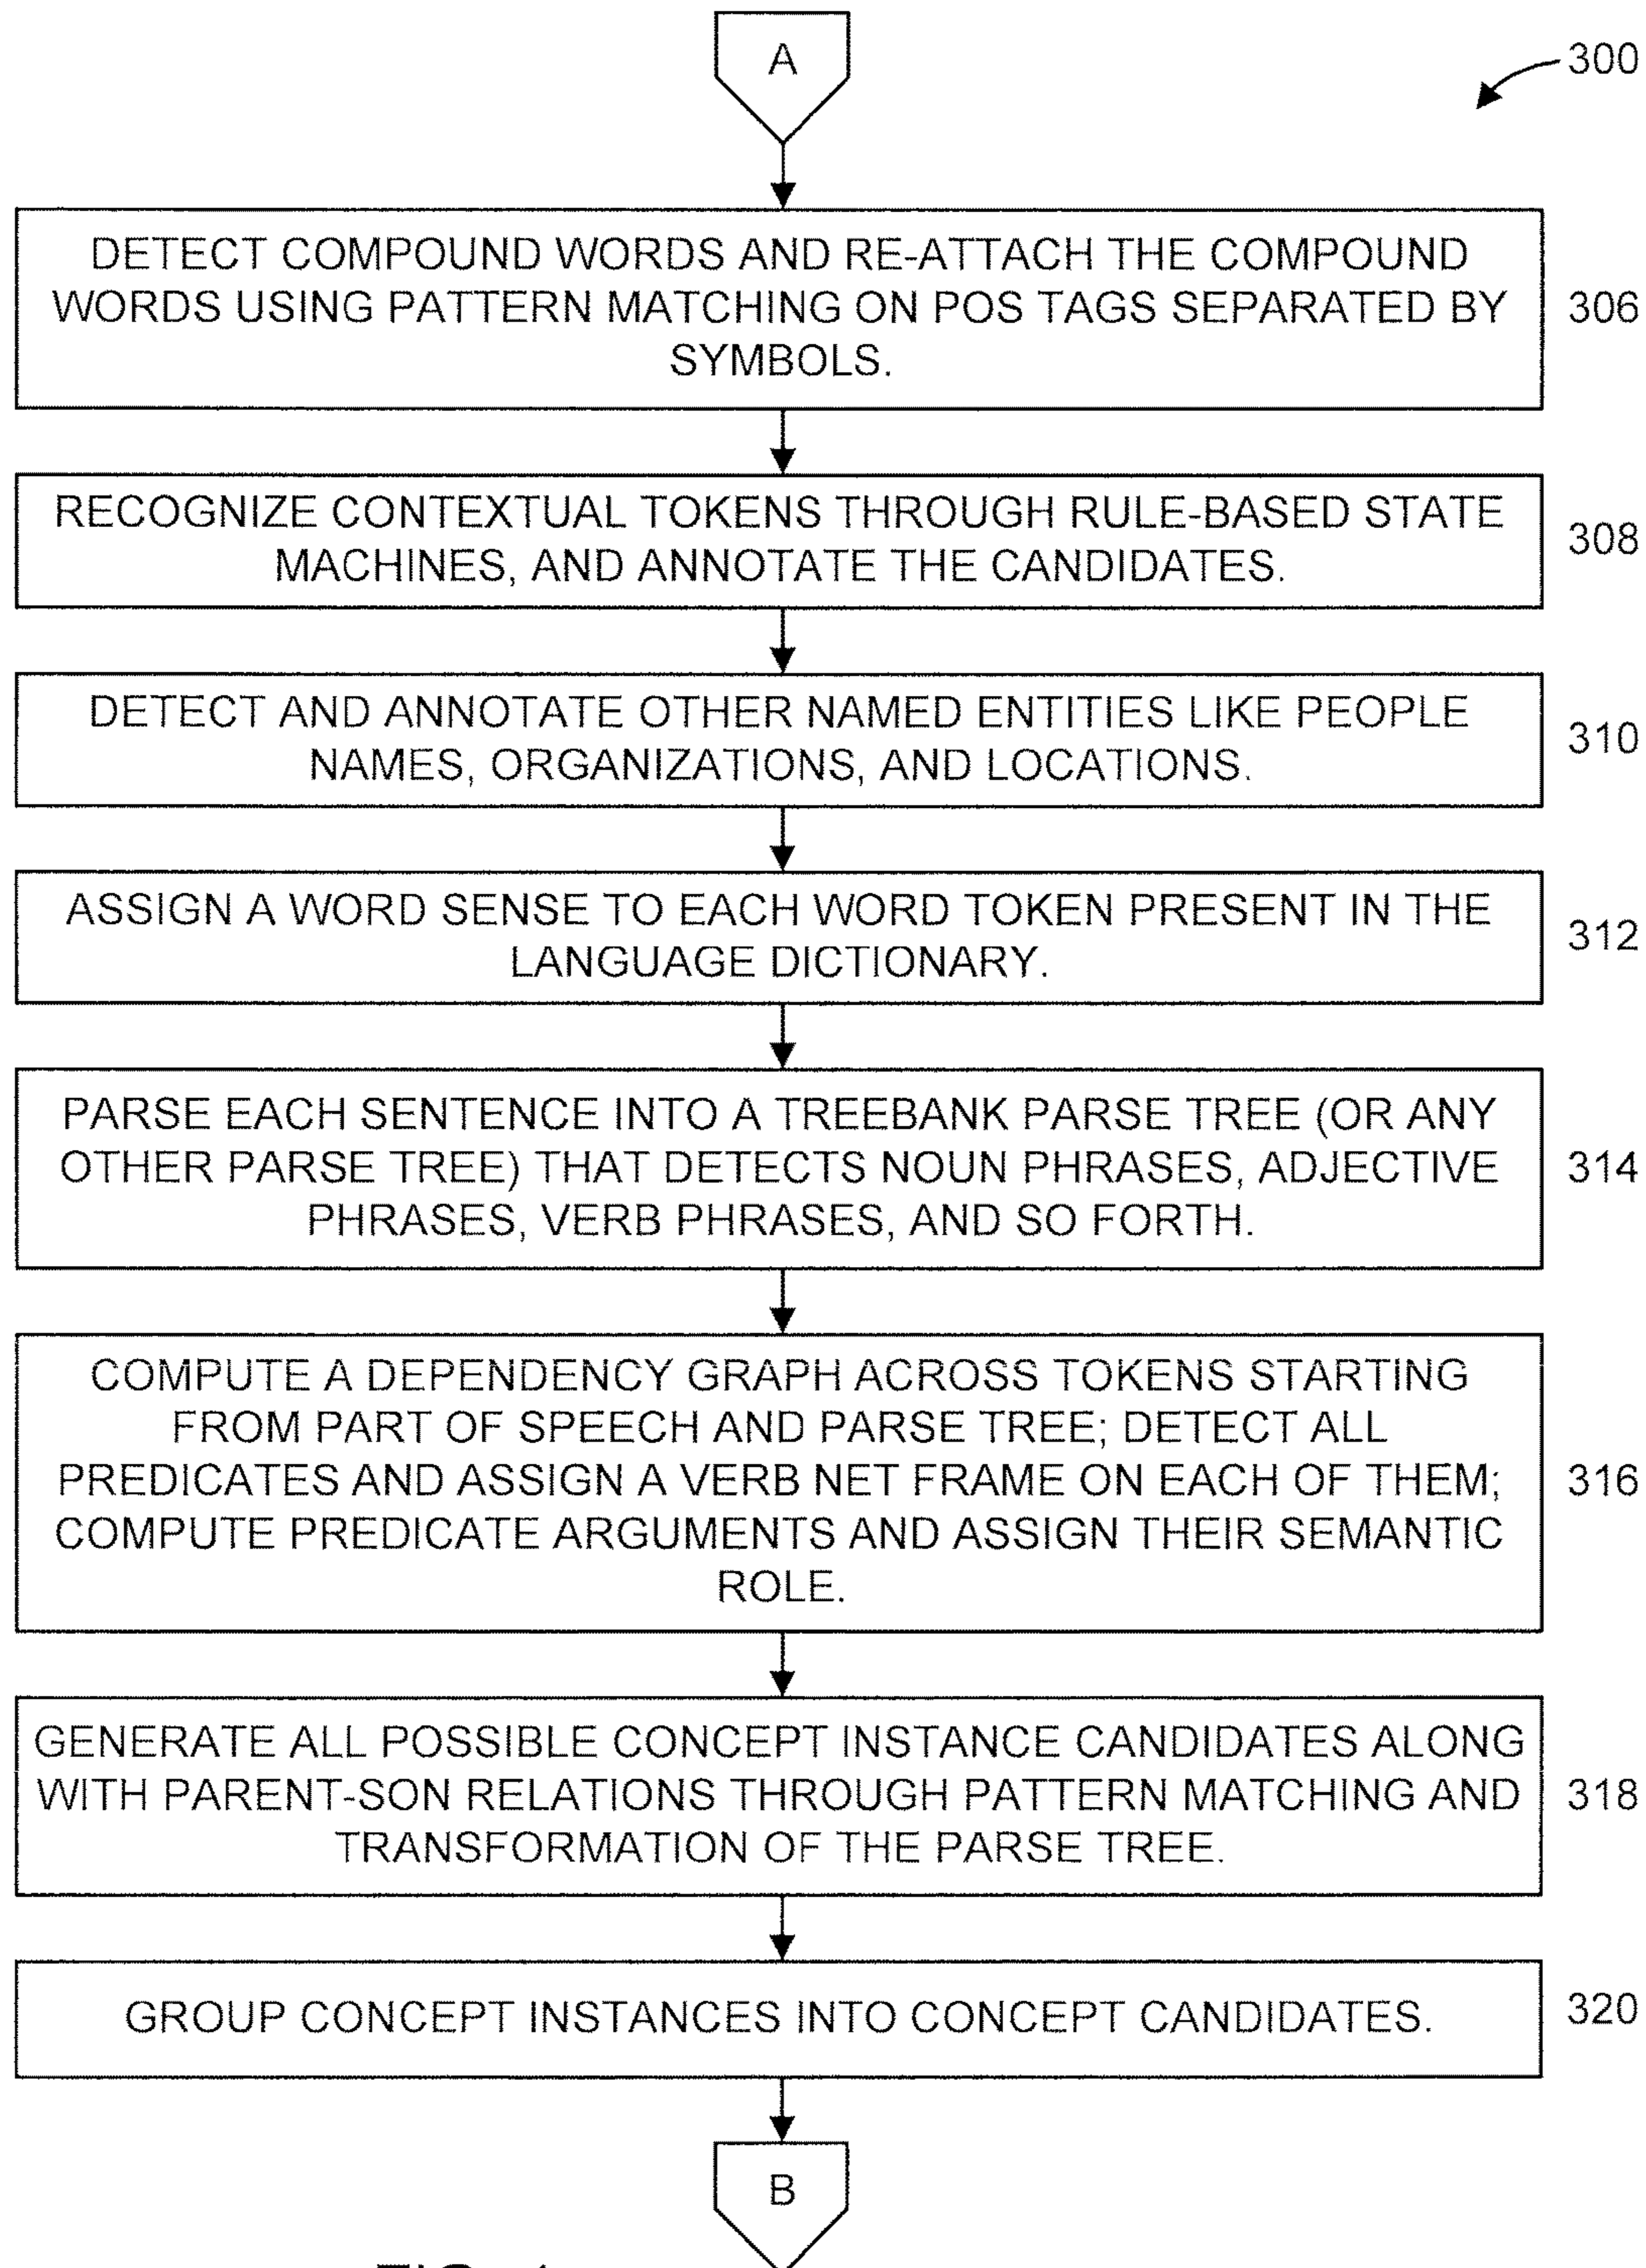 A
300
DETECT COMPOUND WORDS AND RE-ATTACH THE COMPOUND
WORDS USING PATTERN MATCHING ON POS TAGS SEPARATED BY
SYMBOLS.
306
RECOGNIZE CONTEXTUAL TOKENS THROUGH RULE-BASED STATE
MACHINES, AND ANNOTATE THE CANDIDATES.
308
DETECT AND ANNOTATE OTHER NAMED ENTITIES LIKE PEOPLE
NAMES, ORGANIZATIONS, AND LOCATIONS.
310
ASSIGN A WORD SENSE TO EACH WORD TOKEN PRESENT IN THE
LANGUAGE DICTIONARY.
312
PARSE EACH SENTENCE INTO A TREEBANK PARSE TREE (OR ANY
OTHER PARSE TREE) THAT DETECTS NOUN PHRASES, ADJECTIVE
PHRASES, VERB PHRASES, AND SO FORTH.
314
COMPUTE A DEPENDENCY GRAPH ACROSS TOKENS STARTING
FROM PART OF SPEECH AND PARSE TREE; DETECT ALL
PREDICATES AND ASSIGN A VERB NET FRAME ON EACH OF THEM;
COMPUTE PREDICATE ARGUMENTS AND ASSIGN THEIR SEMANTIC
ROLE.
316
GENERATE ALL POSSIBLE CONCEPT INSTANCE CANDIDATES ALONG
WITH PARENT-SON RELATIONS THROUGH PATTERN MATCHING AND
TRANSFORMATION OF THE PARSE TREE.
318
GROUP CONCEPT INSTANCES INTO CONCEPT CANDIDATES.
320
B